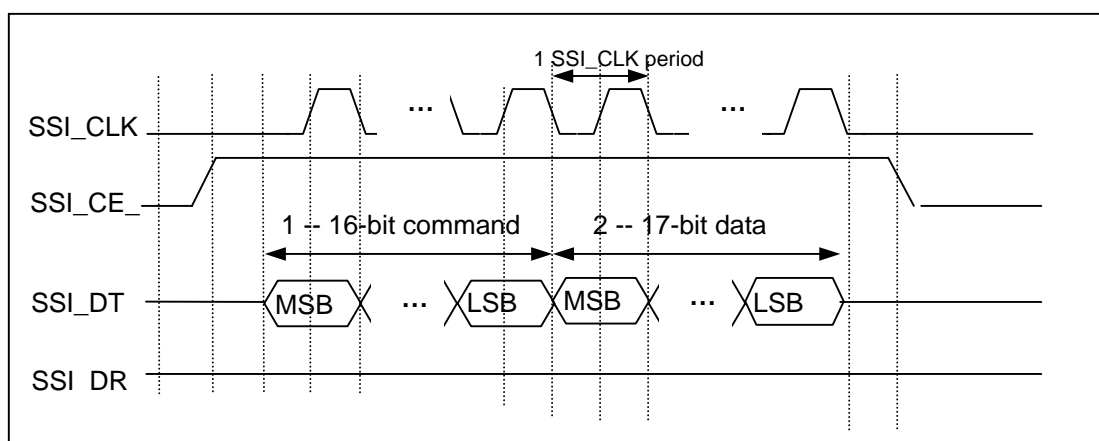 1 SSI_CLK period
... ...
SSI_CLK
SSI_CE_
1 -- 16-bit command 2 -- 17-bit data
SSI_DT MSB ... LSB MSB ... LSB
SSI DR